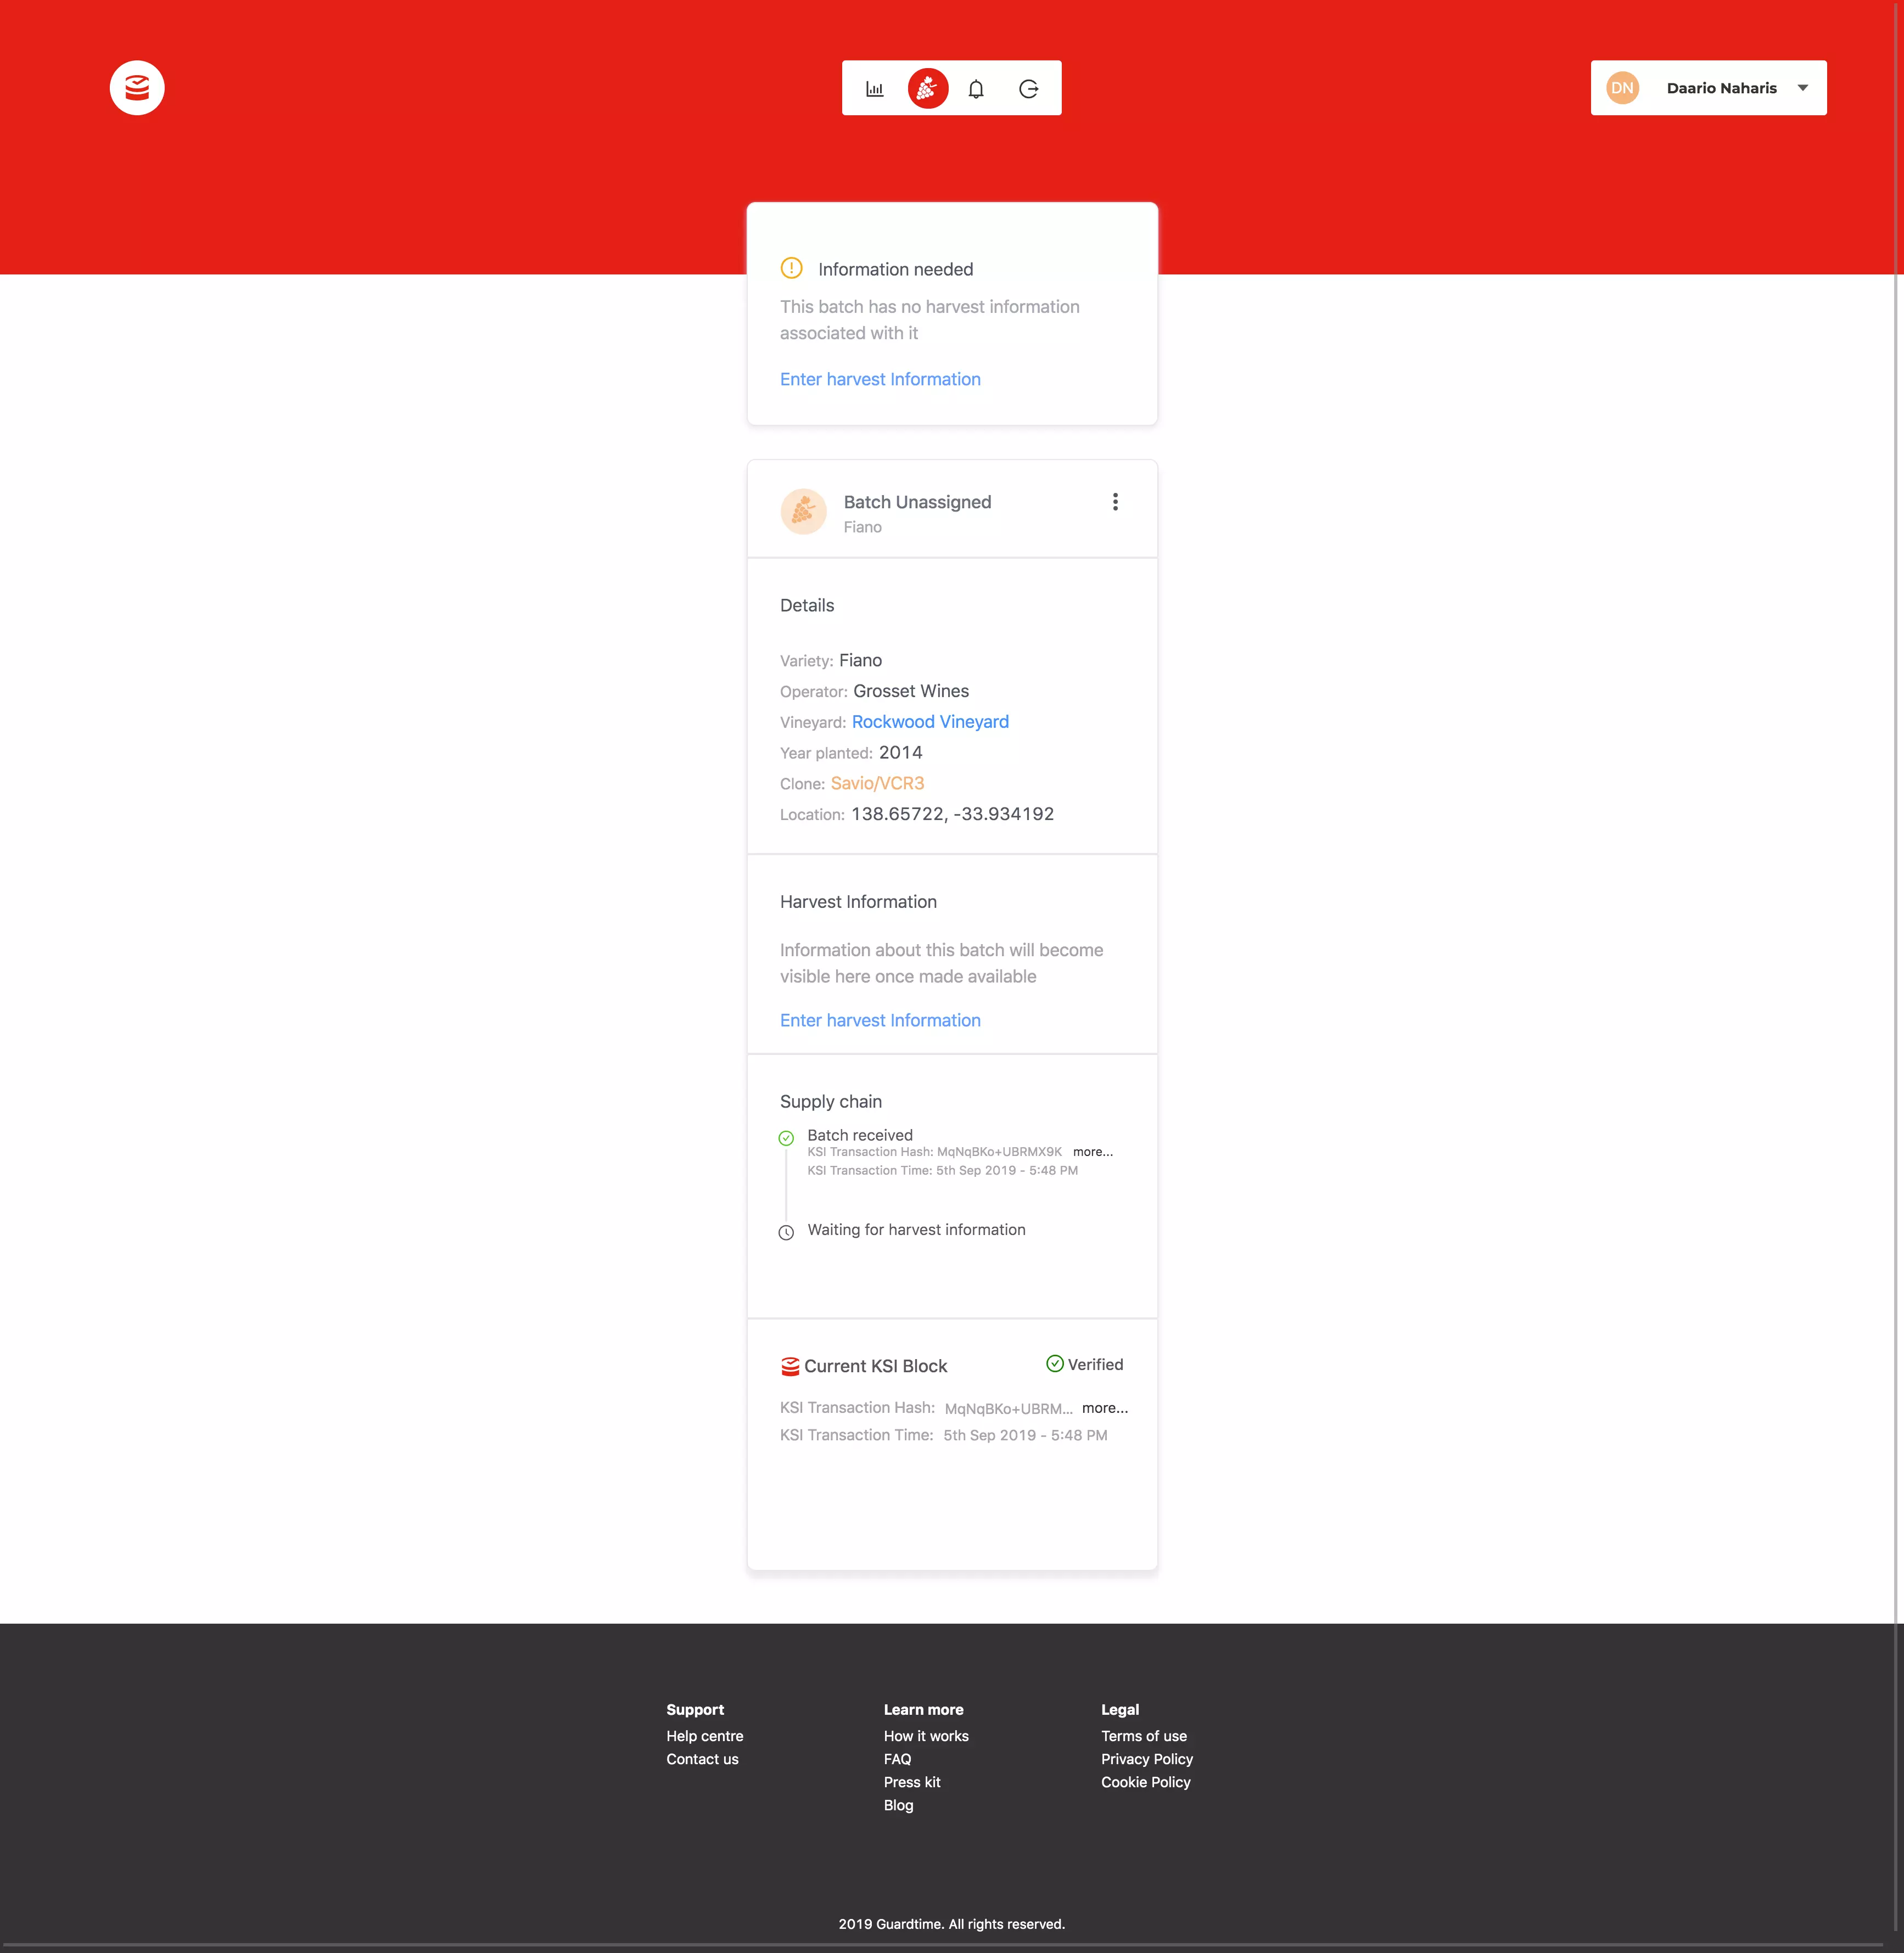 DN Daario Naharis
Information needed
This batch has no harvest information
associated with it
Enter harvest Information
Batch Unassigned
Fiano
Details
Variety: Fiano
Operator: Grosset Wines
Vineyard: Rockwood Vineyard
Year planted: 2014
Clone: Savio/VCR3
Location: 138.65722, -33.934192
Harvest Information
Information about this batch will become
visible here once made available
Enter harvest Information
Supply chain
Batch received
KSI Transaction Hash: MqNqBKo+UBRMX9K more...
KSI Transaction Time: 5th Sep 2019 - 5:48 PM
Waiting for harvest information
Current KSI Block Verified
KSI Transaction Hash: MqNqBKo+UBRM... more...
KSI Transaction Time: 5th Sep 2019 - 5:48 PM
Support
Help centre
Contact us
Learn more
How it works
FAQ
Press kit
Blog
Legal
Terms of use
Privacy Policy
Cookie Policy
2019 Guardtime. All rights reserved.